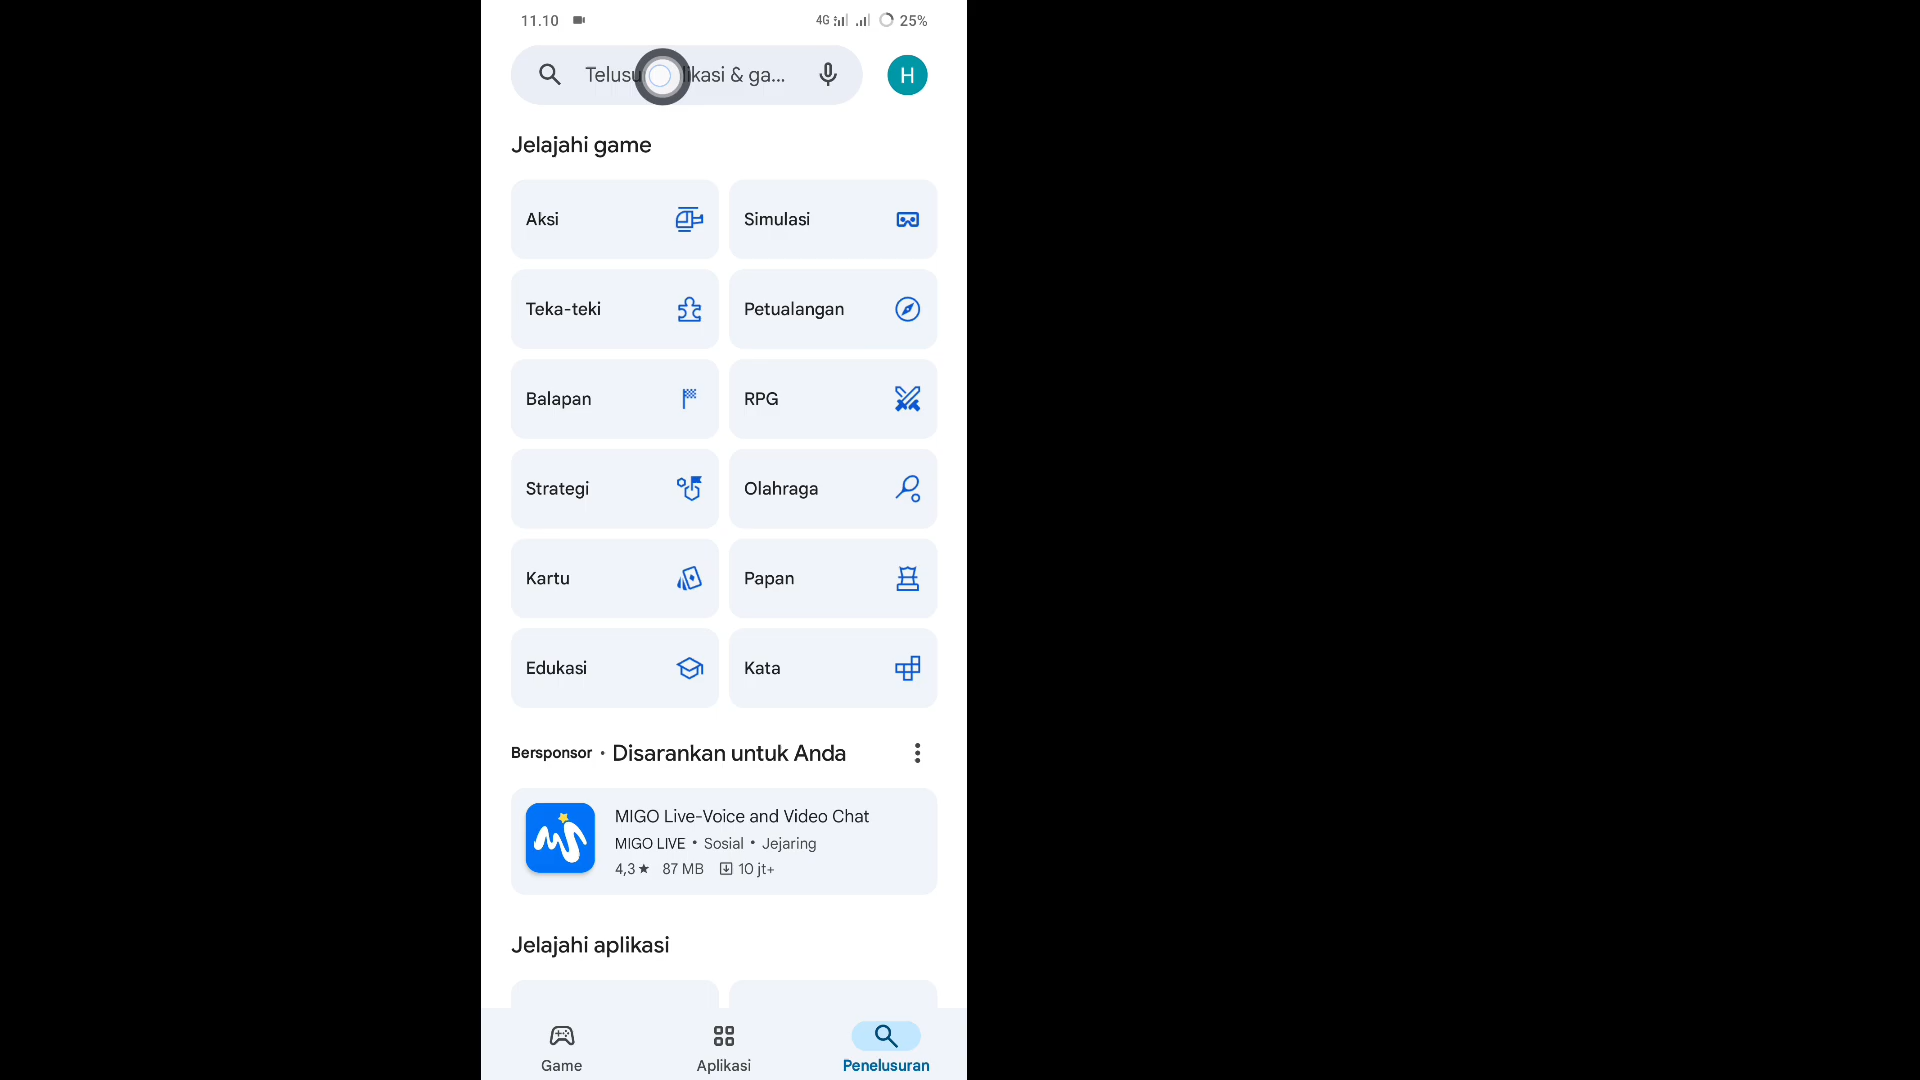 11.10 4G 25%
Telusu likasi & ga... H
Jelajahi game
Aksi Simulasi
Teka-teki Petualangan
Balapan RPG
Strategi Olahraga
Kartu Papan
Edukasi Kata
Bersponsor • Disarankan untuk Anda
MIGO Live-Voice and Video Chat
MIGO LIVE • Sosial • Jejaring
4,3★ 87 MB 10 jt+
Jelajahi aplikasi
Game Aplikasi Penelusuran